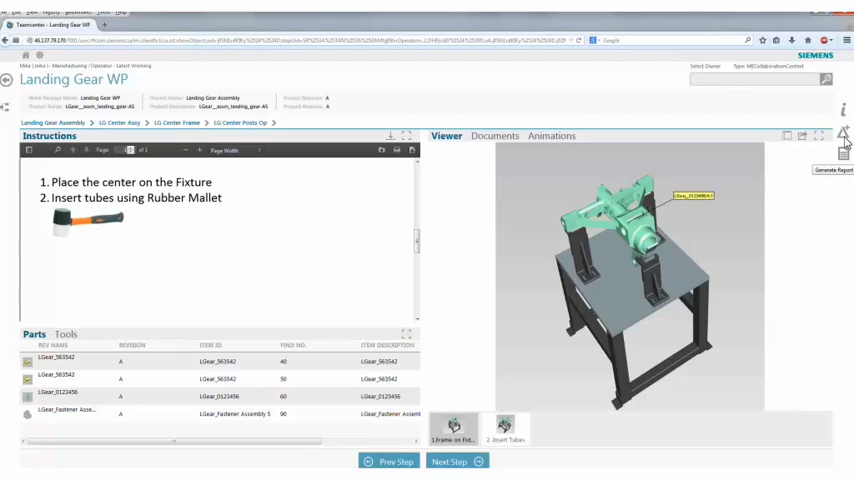 Teamcenter - Landing Gear WP
Google
SIEMENS
Mike ( mike ) - Manufacturing / Operator - Latest Working
Landing Gear WP
Select Owner
Type: MECollaborationContext
Work Package Name: Landing Gear WP
Process Name: Landing Gear Assembly
Process Revision: A
Product Name: LGear__assm_landing_gear-AS
Product Description: LGear__assm_landing_gear-AS
Product Revision: A
Landing Gear Assembly > LG Center Assy > LG Center Frame > LG Center Posts Op >
Instructions
Viewer Documents Animations
Page: of 1 Page Width
Generate Report
1. Place the center on the Fixture
2. Insert tubes using Rubber Mallet
Parts Tools
REV NAME REVISION ITEM ID FIND NO. ITEM DESCRIPTION
LGear_563542 A LGear_563542 40 LGear_563542
LGear_563542 A LGear_563542 50 LGear_563542
LGear_0123456 A LGear_0123456 60 LGear_0123456
LGear_Fastener Asse... A LGear_Fastener Assembly 5 90 LGear_Fastener Assembl
1.Frame on Fixt...
2. Insert Tubes
Prev Step
Next Step